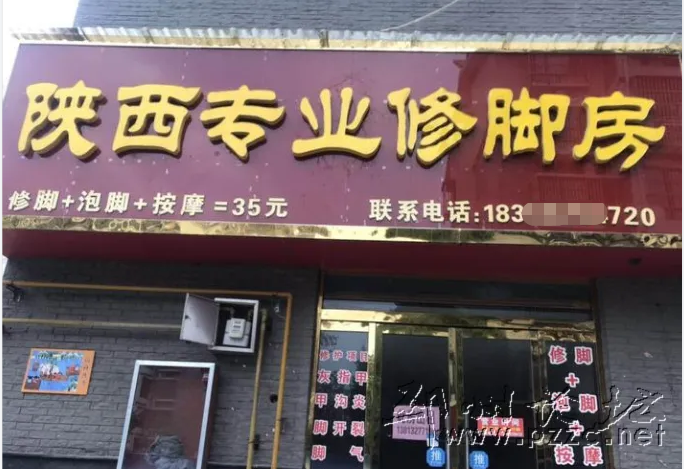 陕西专业修脚房
修脚+泡脚+按摩=35元
联系电话:183 720
修护项目
灰指甲
甲沟炎
脚开裂
脚气
修脚
+
泡脚
+
按摩
推
推
www.pzzc.net